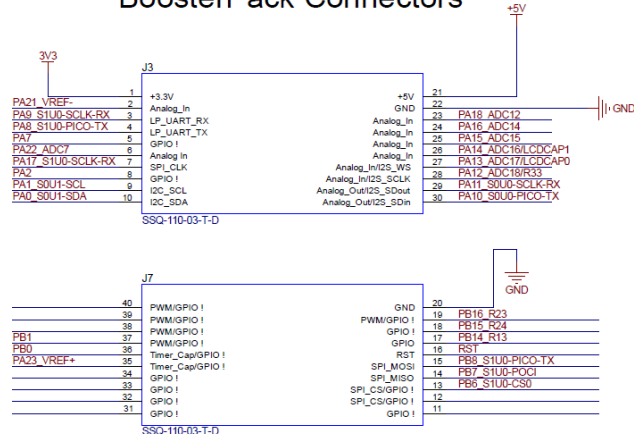 BoosterPack Connectors
+5V
3V3
J3
1 +3.3V +5V 21
PA21_VREF- 2 Analog_In GND 22 GND
PA9_S1U0-SCLK-RX 3 LP_UART_RX Analog_In 23 PA18_ADC12
PA8_S1U0-PICO-TX 4 LP_UART_TX Analog_In 24 PA16_ADC14
PA7 5 GPIO ! Analog_In 25 PA15_ADC15
PA22_ADC7 6 Analog In Analog_In 26 PA14_ADC16/LCDCAP1
PA17_S1U0-SCLK-RX 7 SPI_CLK Analog_In/I2S_WS 27 PA13_ADC17/LCDCAP0
PA2 8 GPIO ! Analog_In/I2S_SCLK 28 PA12_ADC18/R33
PA1_S0U1-SCL 9 I2C_SCL Analog_Out/I2S_SDout 29 PA11_S0U0-SCLK-RX
PA0_S0U1-SDA 10 I2C_SDA Analog_Out/I2S_SDin 30 PA10_S0U0-PICO-TX
SSQ-110-03-T-D
GND
J7
40 PWM/GPIO ! GND 20
39 PWM/GPIO ! PWM/GPIO ! 19 PB16_R23
38 PWM/GPIO ! GPIO ! 18 PB15_R24
PB1 37 PWM/GPIO ! GPIO 17 PB14_R13
PB0 36 Timer_Cap/GPIO ! RST 16 RST
PA23_VREF+ 35 Timer_Cap/GPIO ! SPI_MOSI 15 PB8_S1U0-PICO-TX
34 GPIO ! SPI_MISO 14 PB7_S1U0-POCI
33 GPIO ! SPI_CS/GPIO ! 13 PB6_S1U0-CS0
32 GPIO ! SPI_CS/GPIO ! 12
31 GPIO ! GPIO ! 11
SSQ-110-03-T-D